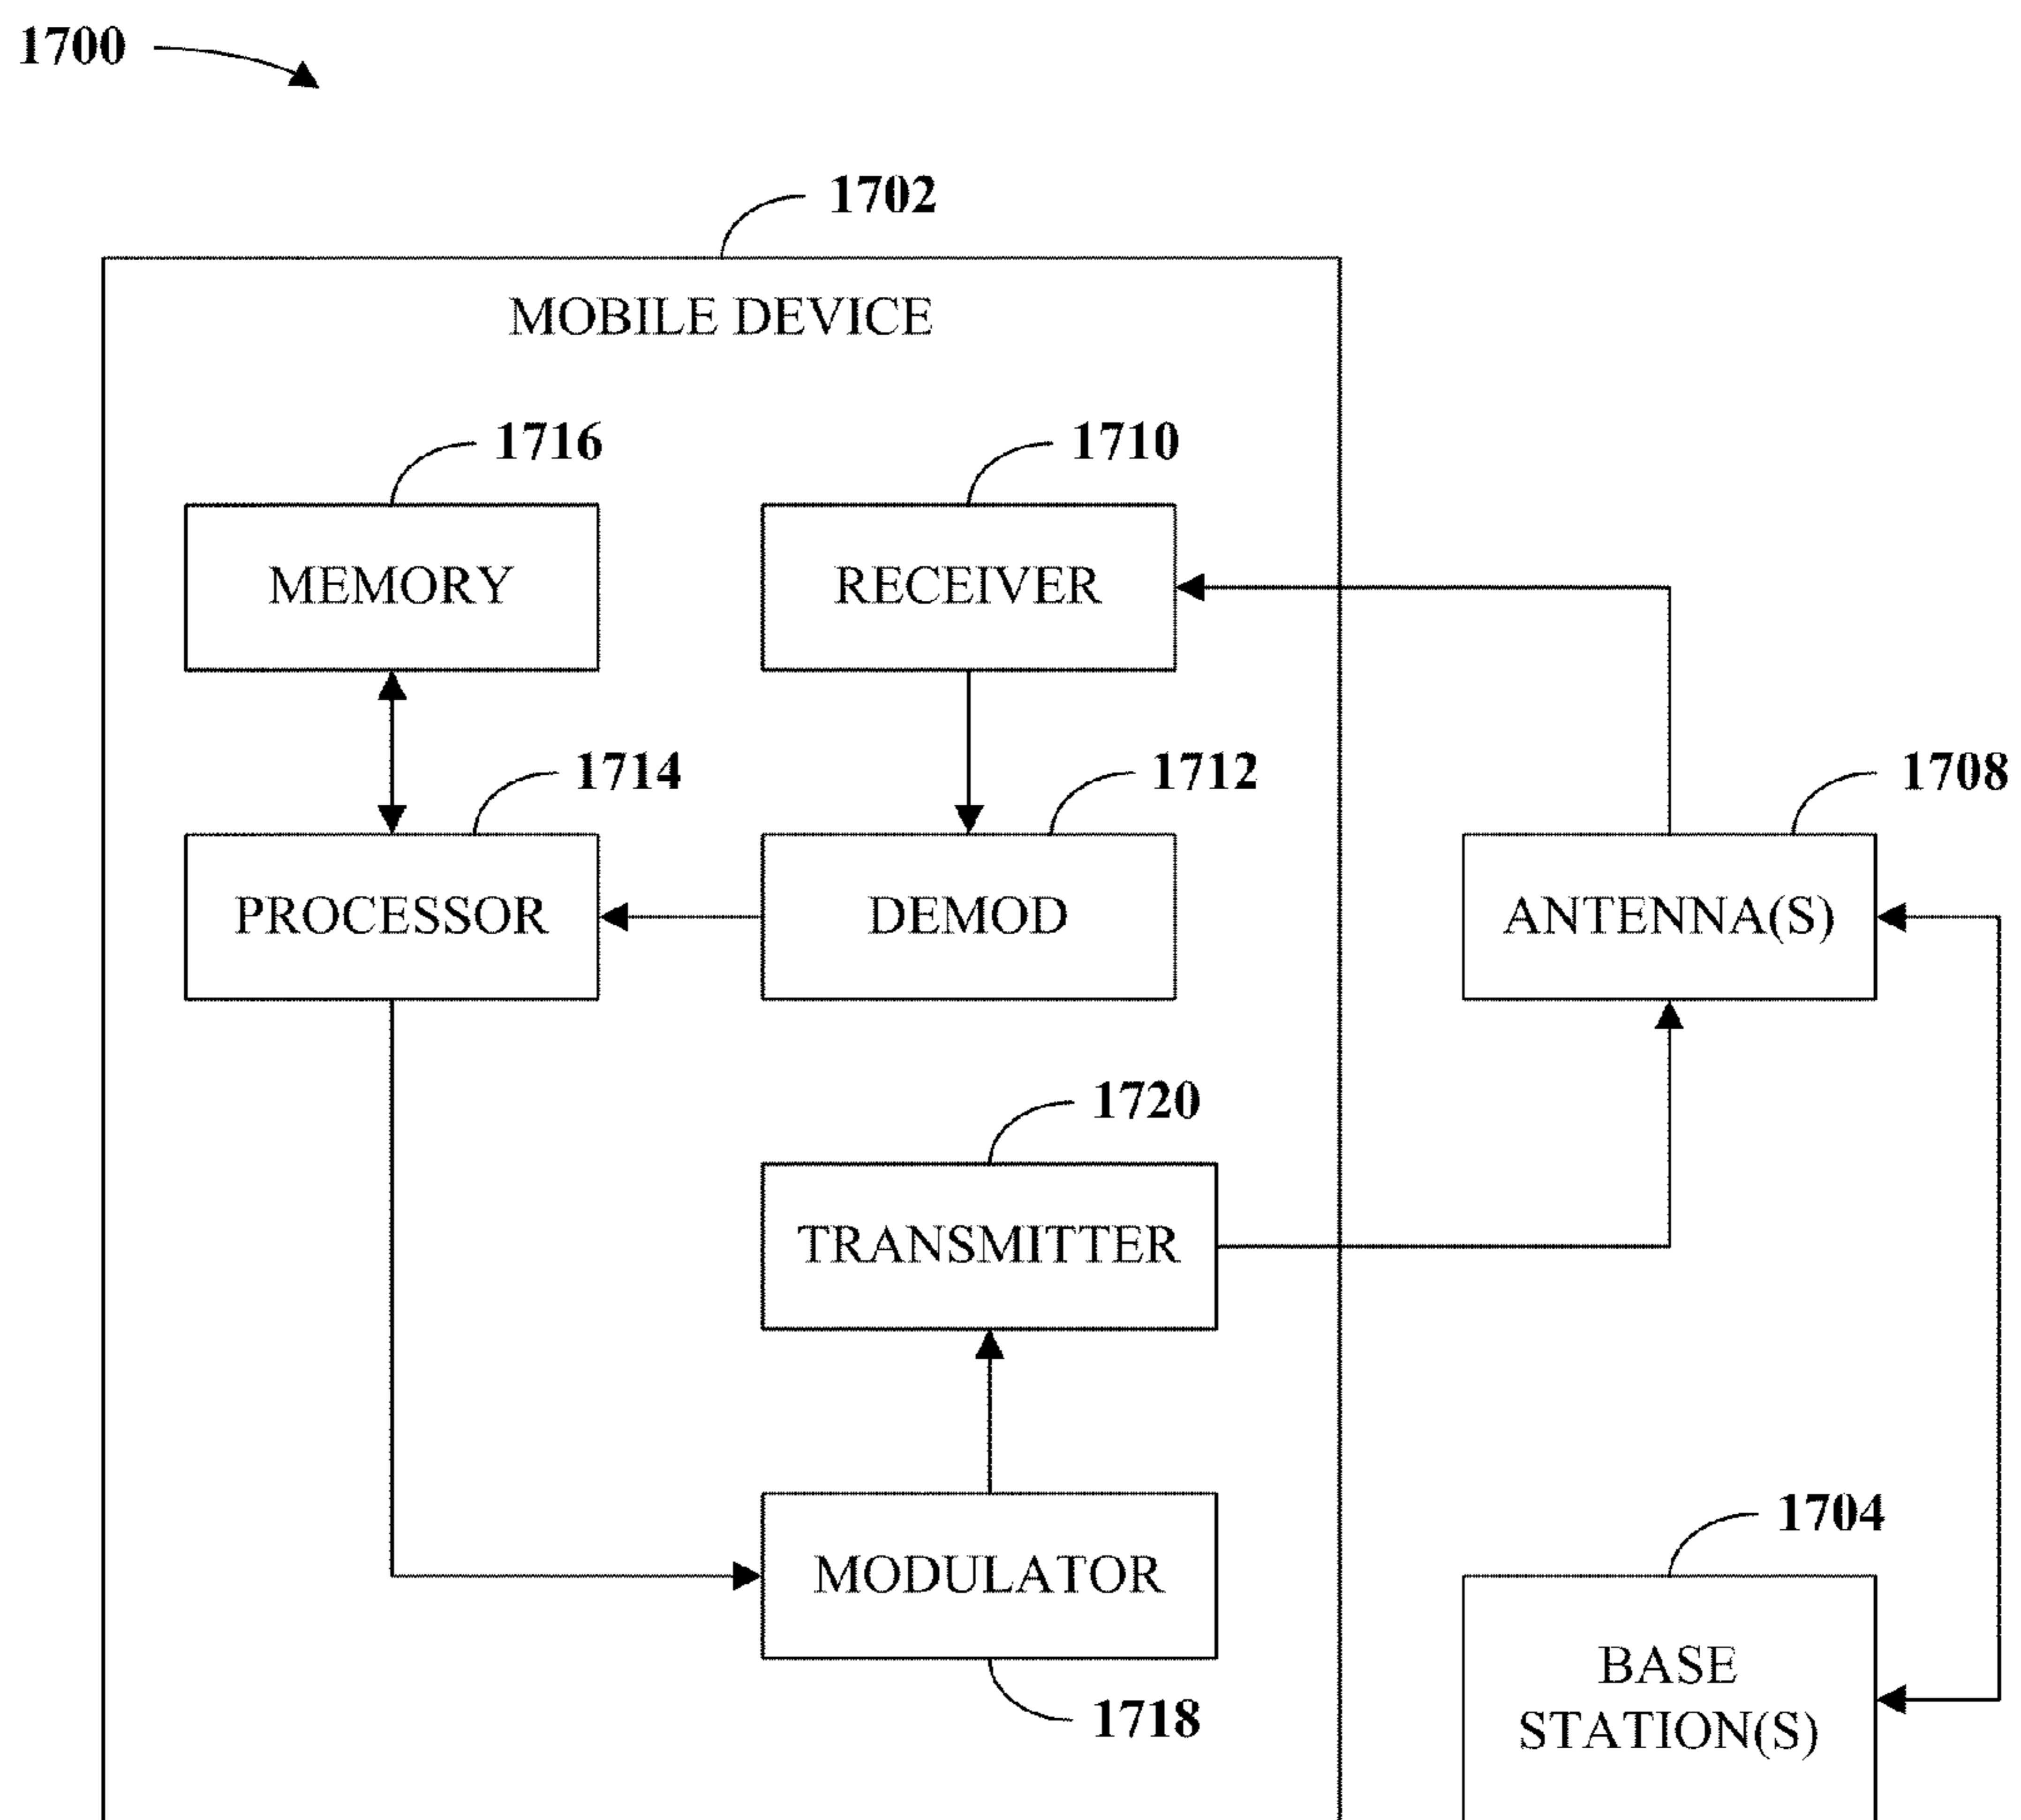 1700
1702
MOBILE DEVICE
1716
1710
MEMORY
RECEIVER
1714
1712
1708
PROCESSOR
DEMOD
ANTENNA(S)
1720
TRANSMITTER
1704
MODULATOR
BASE
STATION(S)
1718